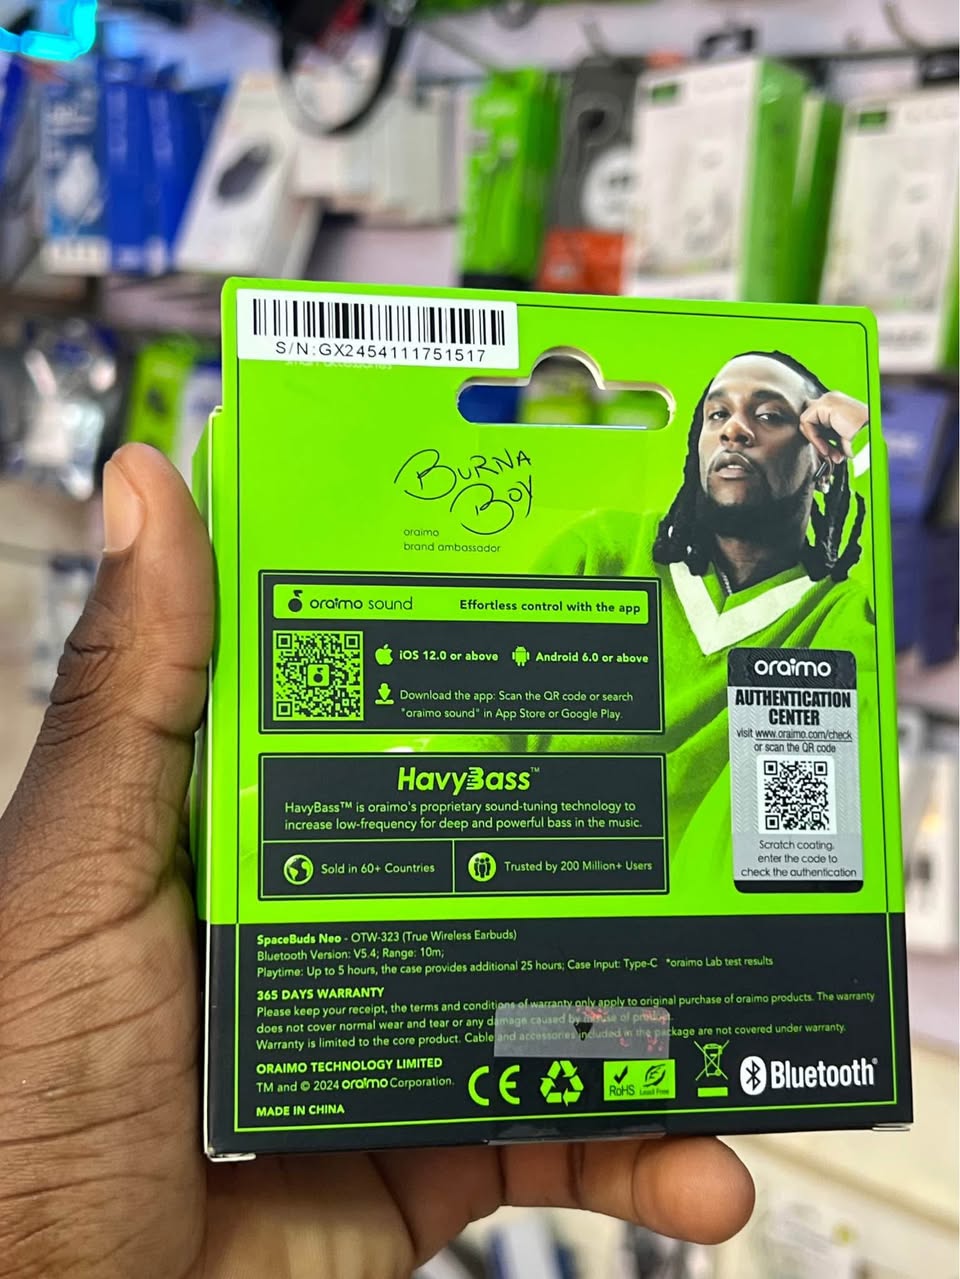 S/N:GX2454111751517
smart accessories
BURNA
BOY
oraimo
brand ambassador
oraimo sound
Effortless control with the app
iOS 12.0 or above
Android 6.0 or above
Download the app: Scan the QR code or search
"oraimo sound" in App Store or Google Play.
oraimo
AUTHENTICATION
CENTER
visit www.oraimo.com/check
or scan the QR code
Scratch coating,
enter the code to
check the authentication
HavyBass™
HavyBass™ is oraimo's proprietary sound-tuning technology to
increase low-frequency for deep and powerful bass in the music.
Sold in 60+ Countries
Trusted by 200 Million+ Users
SpaceBuds Neo - OTW-323 (True Wireless Earbuds)
Bluetooth Version: V5.4; Range: 10m;
Playtime: Up to 5 hours, the case provides additional 25 hours; Case Input: Type-C *oraimo Lab test results
365 DAYS WARRANTY
Please keep your receipt, the terms and conditions of warranty only apply to original purchase of oraimo products. The warranty
does not cover normal wear and tear or any damage caused by misuse of product.
Warranty is limited to the core product. Cable and accessories included in the package are not covered under warranty.
ORAIMO TECHNOLOGY LIMITED
TM and © 2024 oraimo Corporation.
MADE IN CHINA
CE
RoHS
Lead Free
Bluetooth®